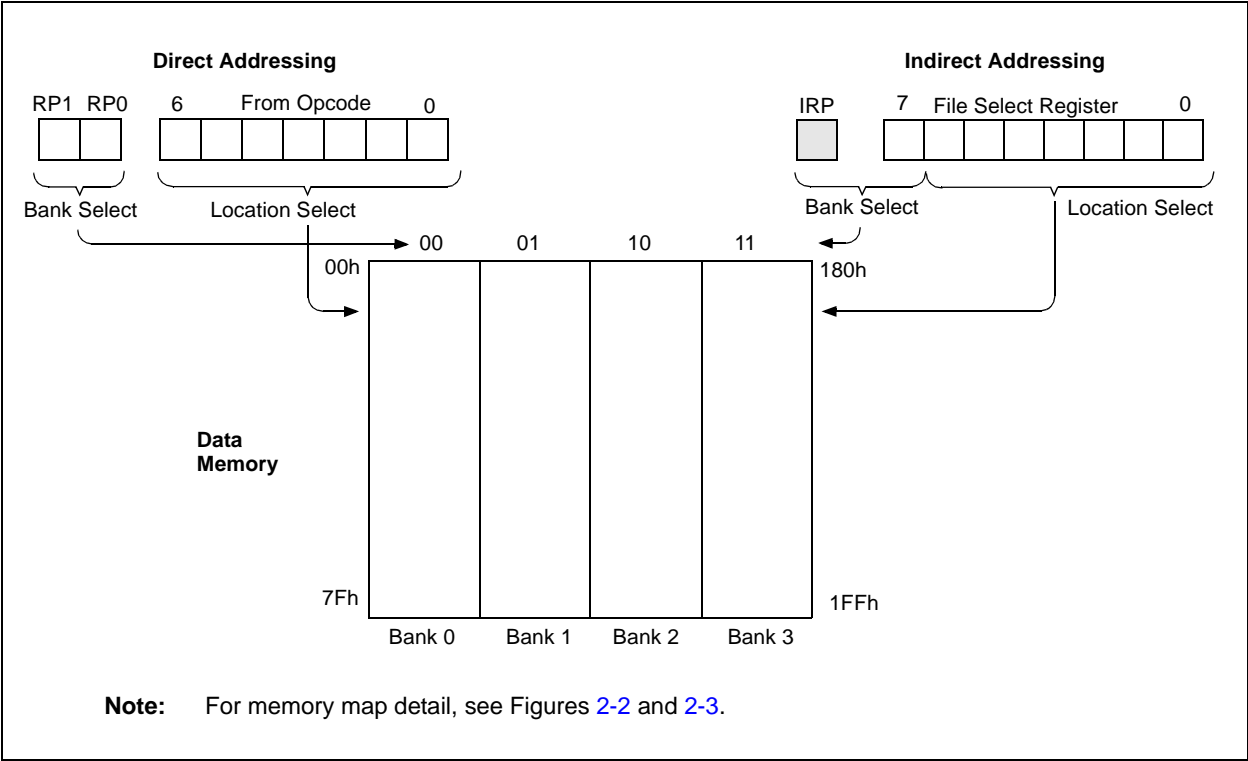 Direct Addressing
Indirect Addressing
RP1 RP0 6 From Opcode 0
IRP 7 File Select Register 0
Bank Select Location Select
Bank Select Location Select
00 01 10 11
00h
180h
Data
Memory
7Fh
1FFh
Bank 0 Bank 1 Bank 2 Bank 3
Note: For memory map detail, see Figures 2-2 and 2-3.